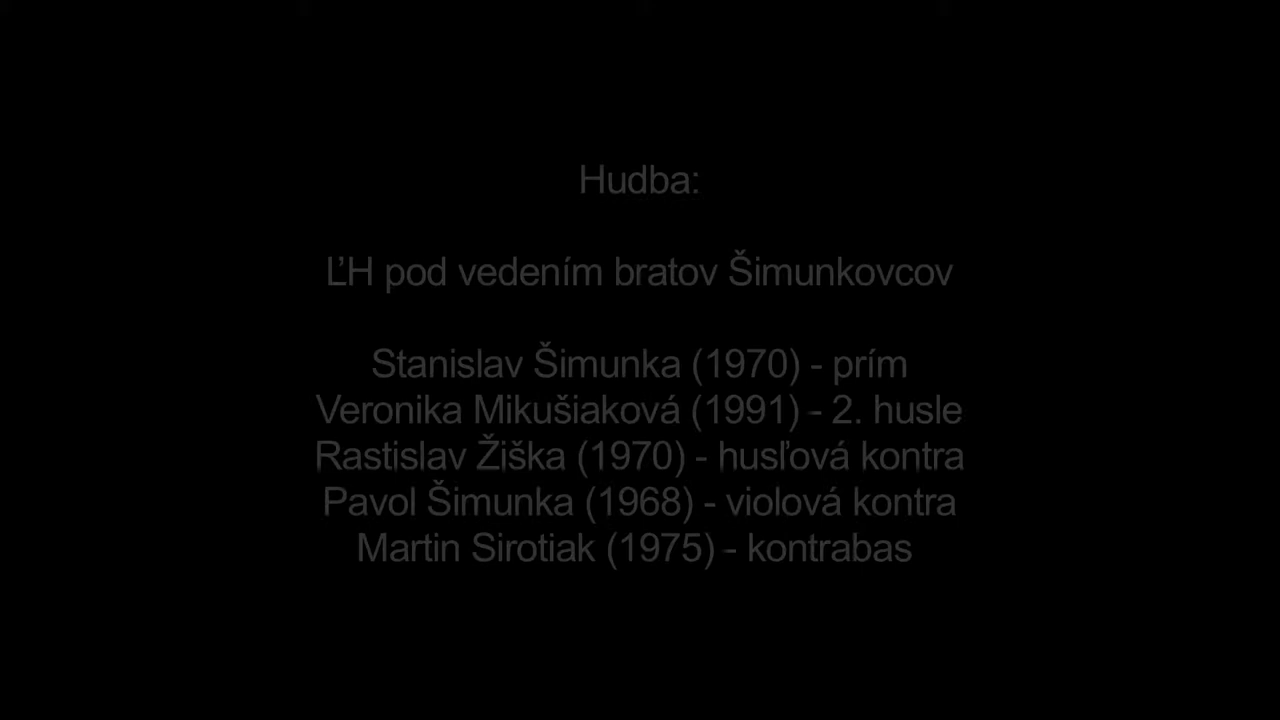 Hudba:
ĽH pod vedením bratov Šimunkovcov
Stanislav Šimunka (1970) - prím
Veronika Mikušiaková (1991) - 2. husle
Rastislav Žiška (1970) - husľová kontra
Pavol Šimunka (1968) - violová kontra
Martin Sirotiak (1975) - kontrabas